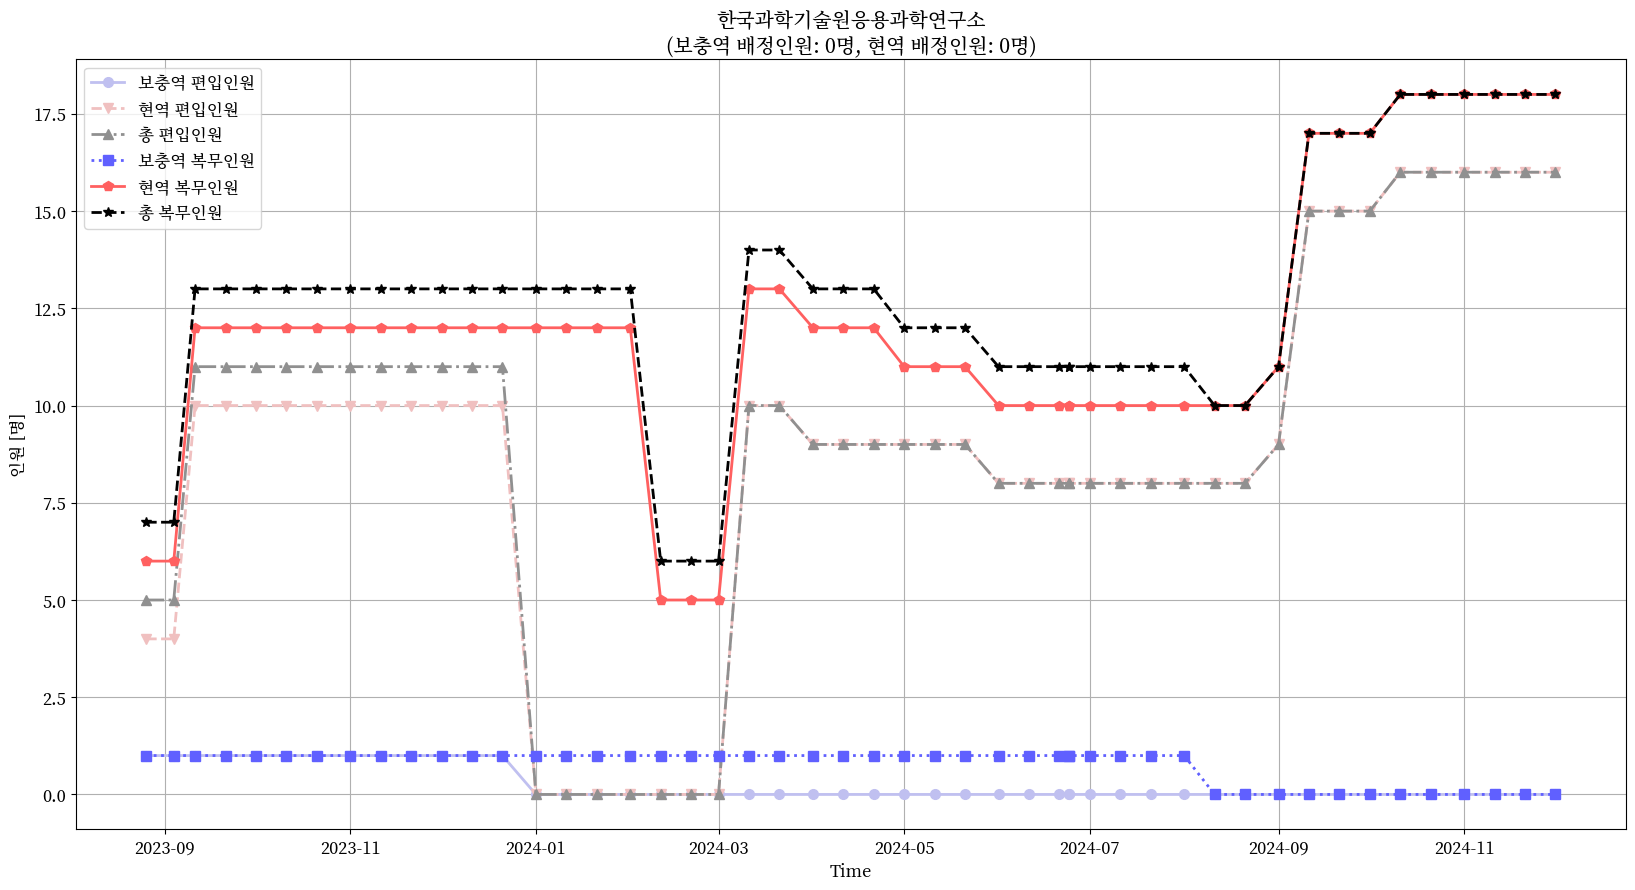 한국과학기술원응용과학연구소
(보충역 배정인원: 0명, 현역 배정인원: 0명)
보충역 편입인원
현역 편입인원
총 편입인원
보충역 복무인원
현역 복무인원
총 복무인원
17.5
15.0
12.5
10.0
7.5
5.0
2.5
0.0
인원 [명]
2023-09 2023-11 2024-01 2024-03 2024-05 2024-07 2024-09 2024-11
Time